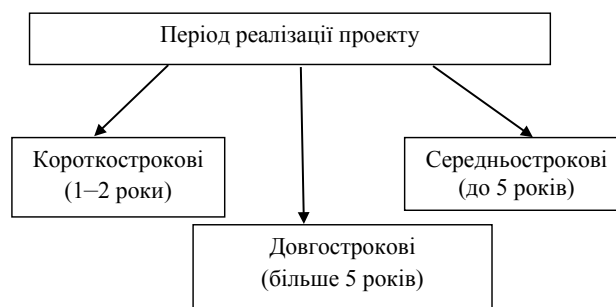 Період реалізації проекту
Короткострокові
(1–2 роки)
Середньострокові
(до 5 років)
Довгострокові
(більше 5 років)